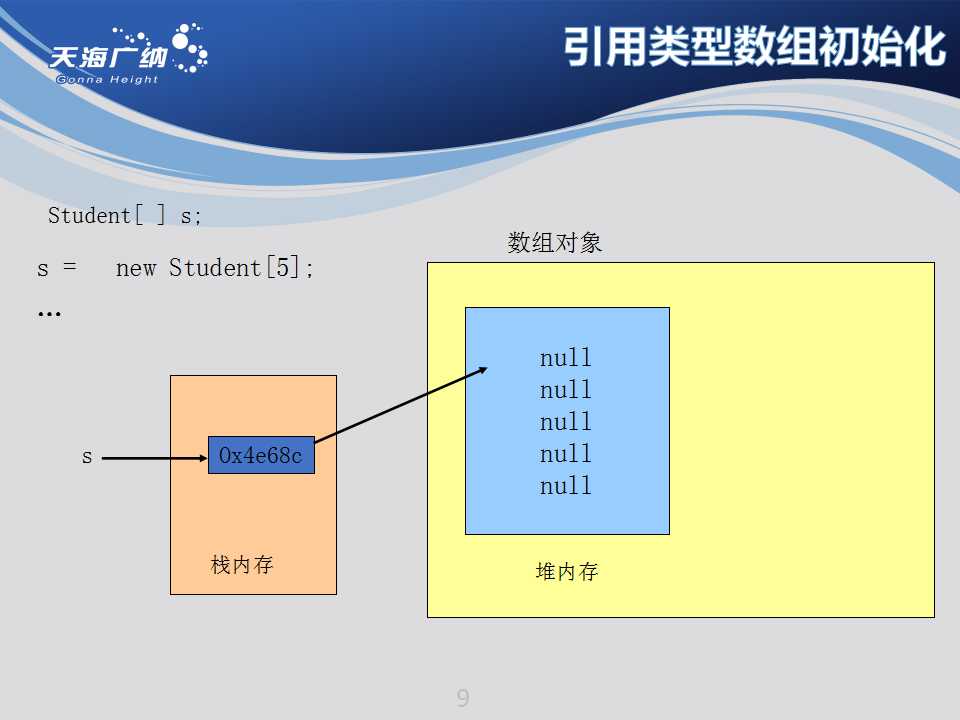 天海广纳
Gonna Height
引用类型数组初始化
Student[ ] s;
s =   new Student[5];
…
数组对象
null
null
null
null
null
s
0x4e68c
栈内存
堆内存
9